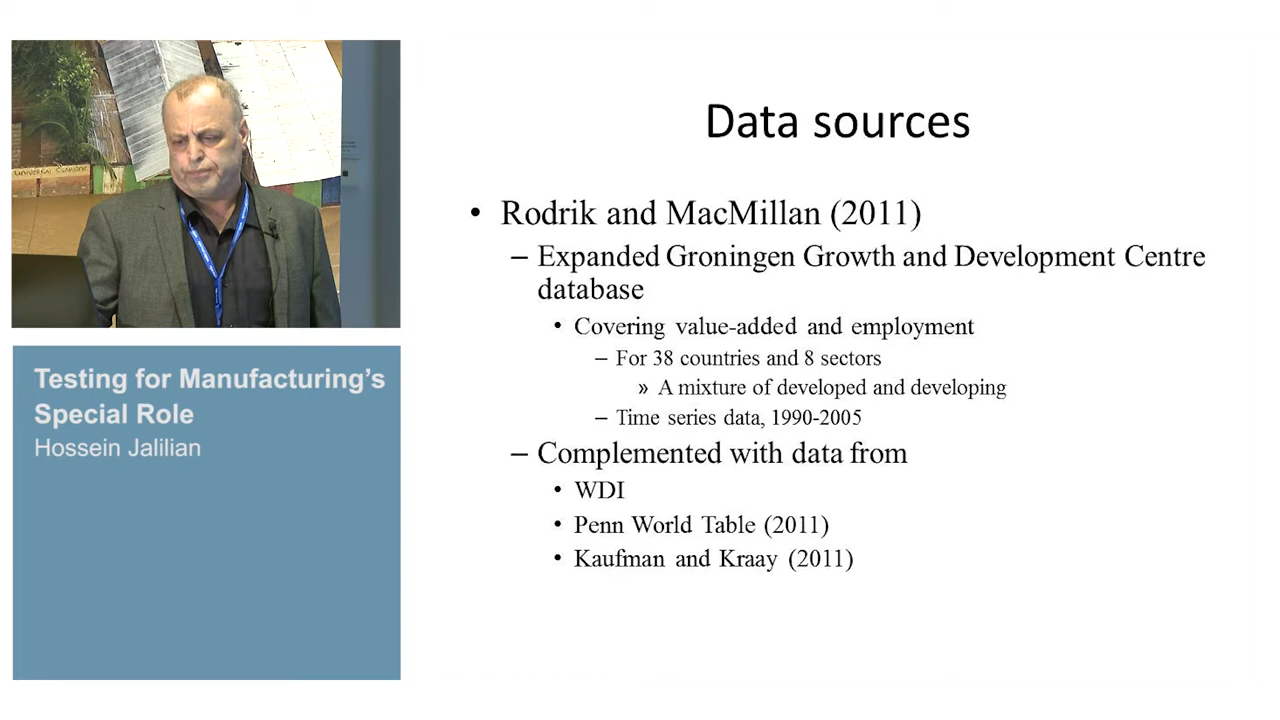 Data sources
• Rodrik and MacMillan (2011)
– Expanded Groningen Growth and Development Centre
database
• Covering value-added and employment
– For 38 countries and 8 sectors
» A mixture of developed and developing
– Time series data, 1990-2005
– Complemented with data from
• WDI
• Penn World Table (2011)
• Kaufman and Kraay (2011)
Testing for Manufacturing’s
Special Role
Hossein Jalilian